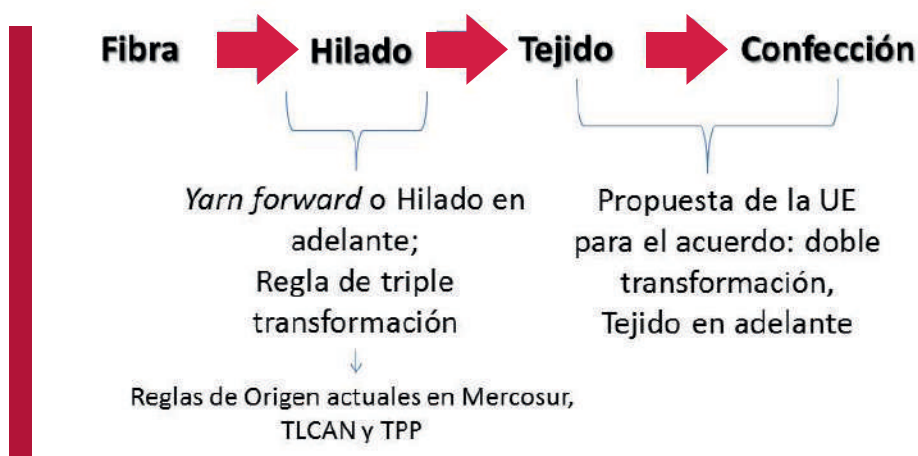 Fibra Hilado Tejido Confección
Yarn forward o Hilado en
adelante;
Regla de triple
transformación
Reglas de Origen actuales en Mercosur,
TLCAN y TPP
Propuesta de la UE
para el acuerdo: doble
transformación,
Tejido en adelante